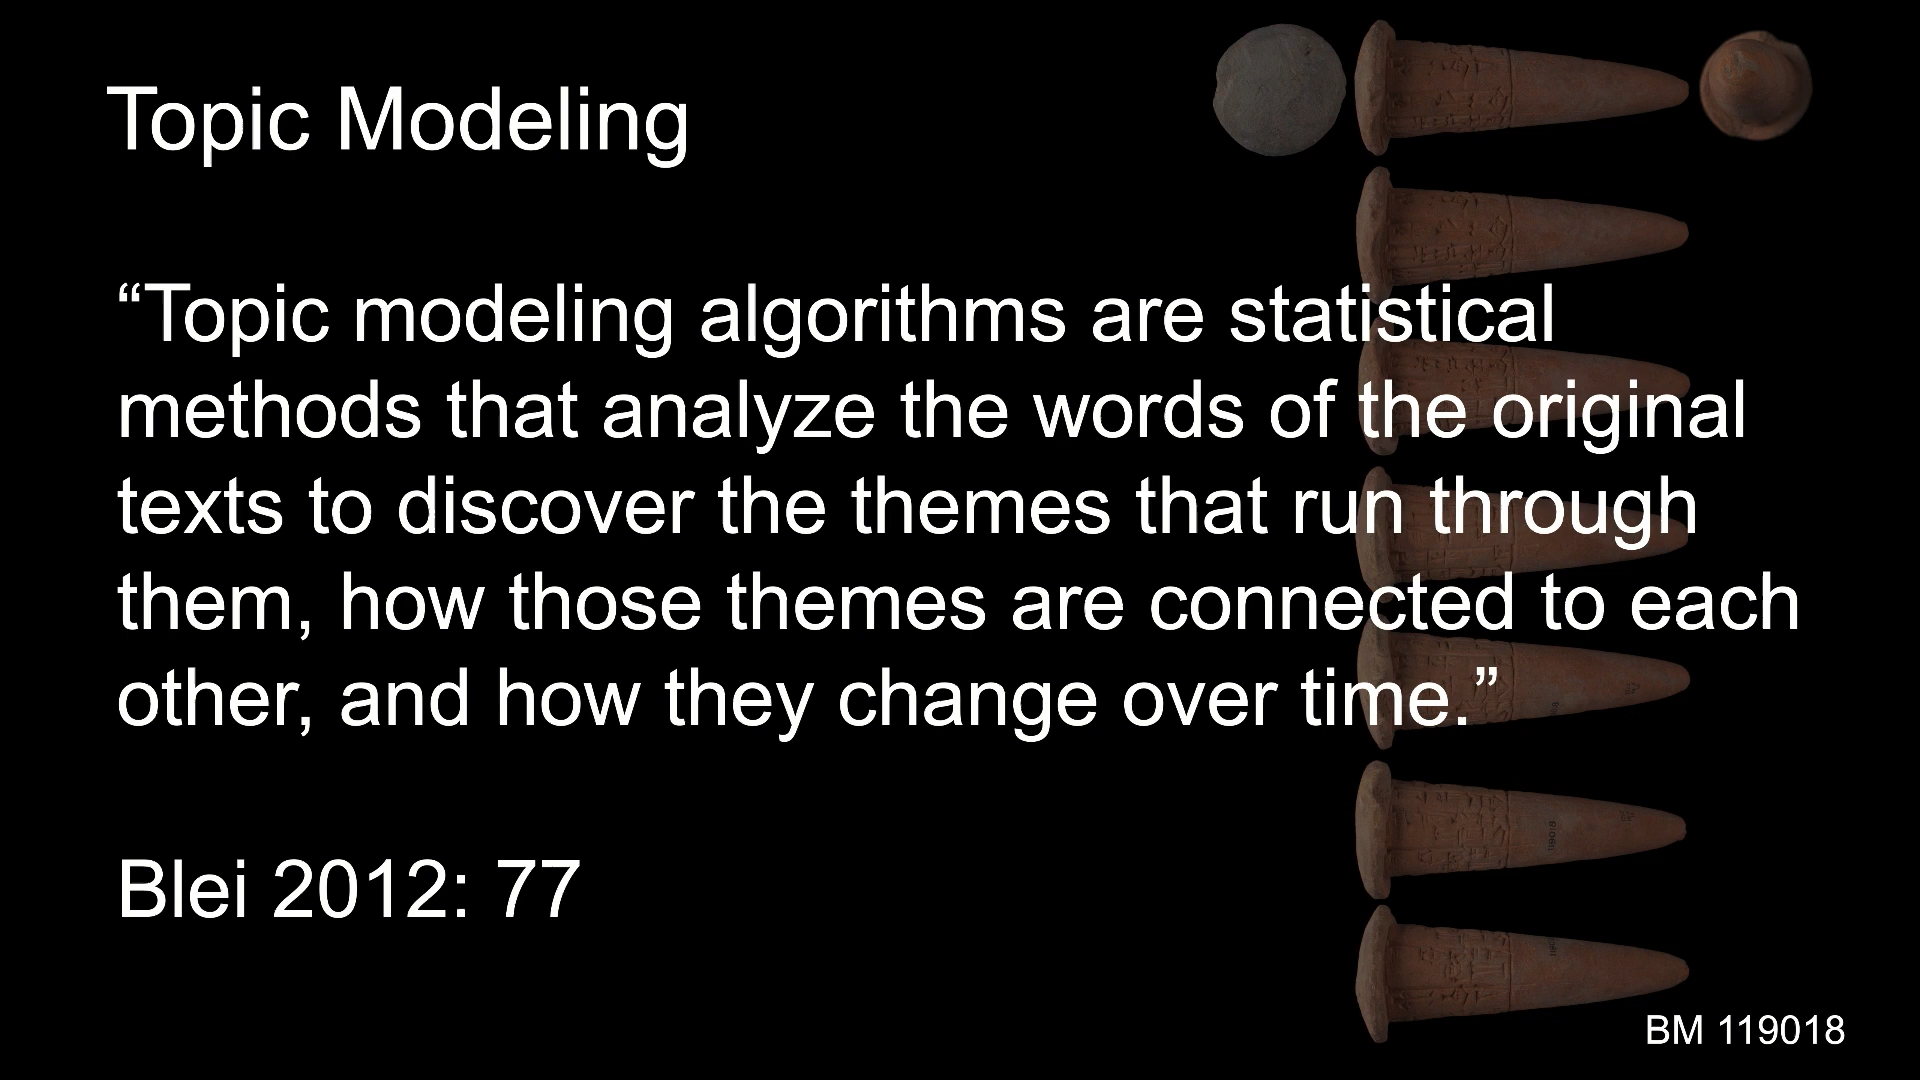 Topic Modeling
“Topic modeling algorithms are statistical
methods that analyze the words of the original
texts to discover the themes that run through
them, how those themes are connected to each
other, and how they change over time.”
Blei 2012: 77
BM 119018